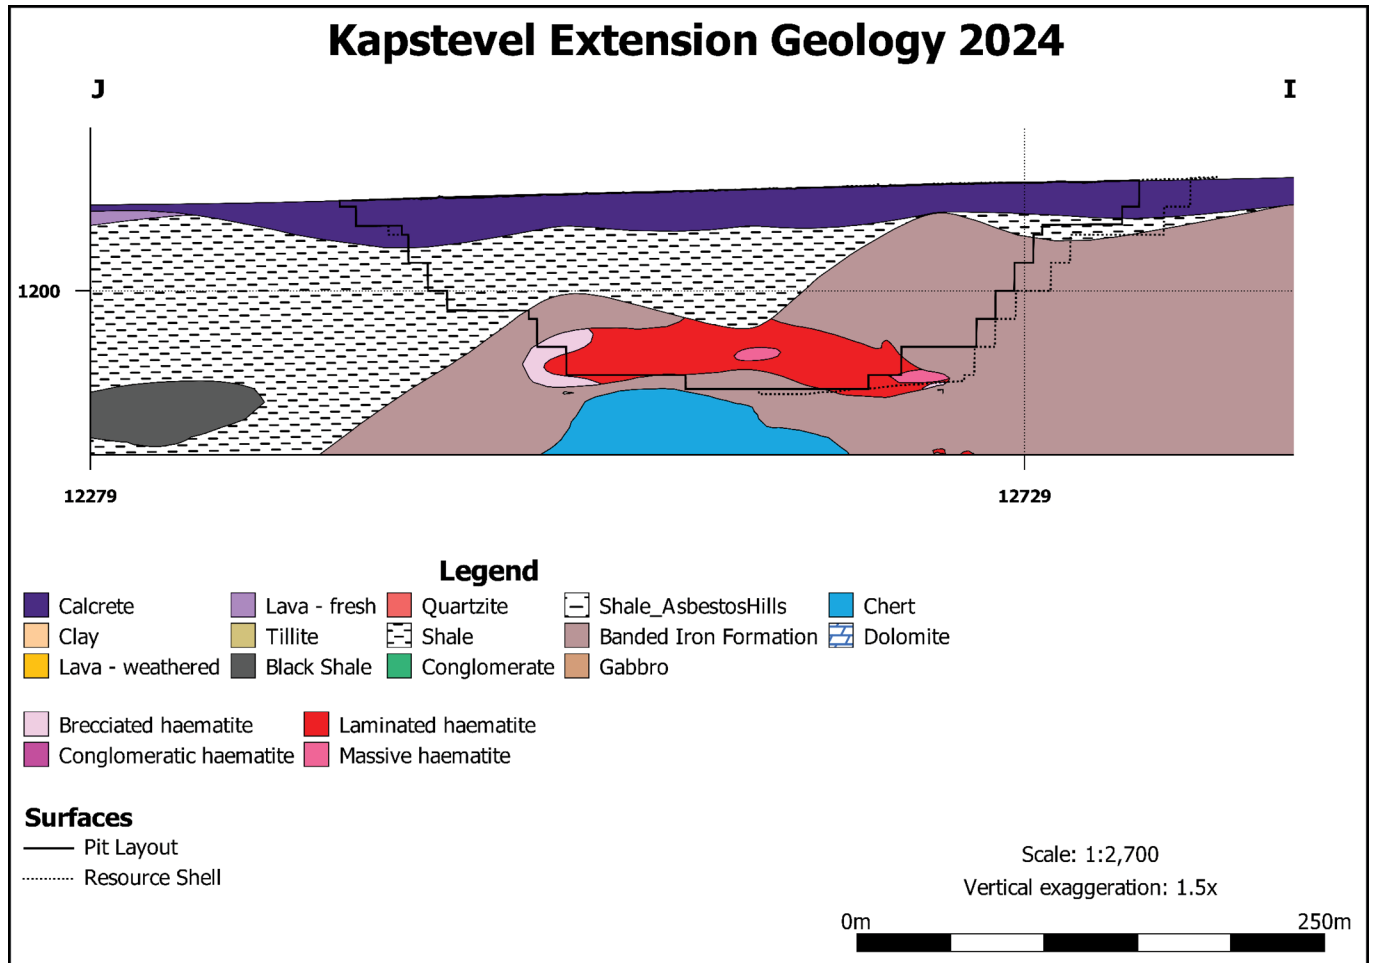 Kapstevel Extension Geology 2024
J
I
1200
12279
12729
Legend
Calcrete
Lava - fresh
Quartzite
Shale_AsbestosHills
Chert
Clay
Tillite
Shale
Banded Iron Formation
Dolomite
Lava - weathered
Black Shale
Conglomerate
Gabbro
Brecciated haematite
Laminated haematite
Conglomeratic haematite
Massive haematite
Surfaces
Pit Layout
Resource Shell
Scale: 1:2,700
Vertical exaggeration: 1.5x
0m
250m